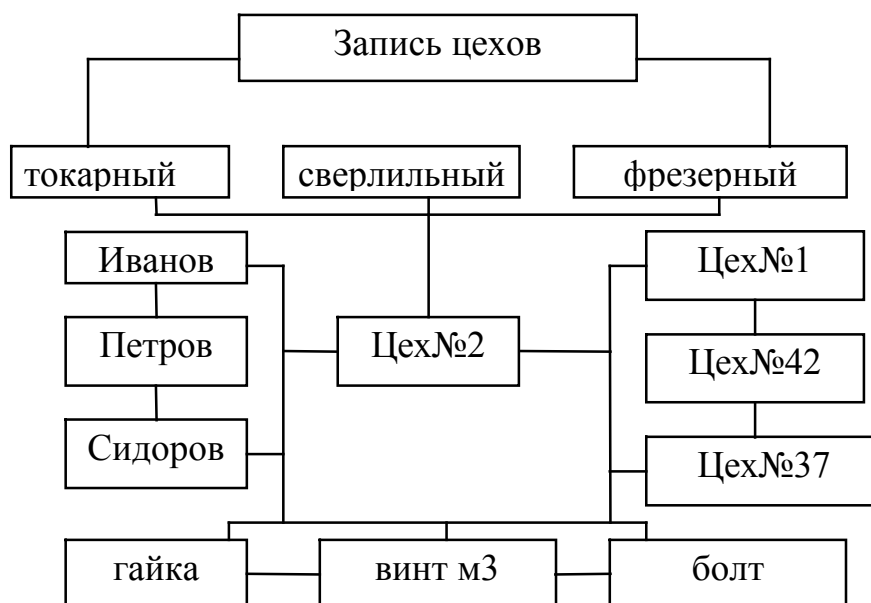 Запись цехов
токарный
сверлильный
фрезерный
Иванов
Цех№1
Петров
Цех№2
Цех№42
Сидоров
Цех№37
гайка
винт м3
болт